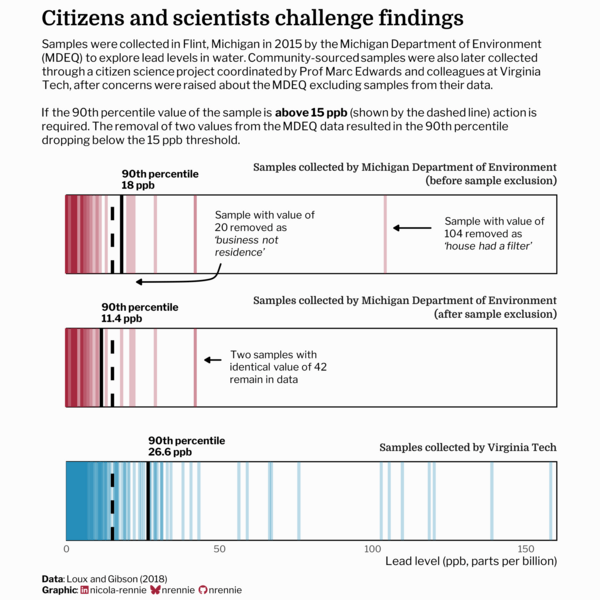 Citizens and scientists challenge findings
Samples were collected in Flint, Michigan in 2015 by the Michigan Department of Environment
(MDEQ) to explore lead levels in water. Community-sourced samples were also later collected
through a citizen science project coordinated by Prof Marc Edwards and colleagues at Virginia
Tech, after concerns were raised about the MDEQ excluding samples from their data.
If the 90th percentile value of the sample is above 15 ppb (shown by the dashed line) action is
required. The removal of two values from the MDEQ data resulted in the 90th percentile
dropping below the 15 ppb threshold.
Samples collected by Michigan Department of Environment
(before sample exclusion)
90th percentile
18 ppb
Sample with value of
20 removed as
‘business not
residence’
Sample with value of
104 removed as
‘house had a filter’
Samples collected by Michigan Department of Environment
(after sample exclusion)
90th percentile
11.4 ppb
Two samples with
identical value of 42
remain in data
90th percentile
26.6 ppb
Samples collected by Virginia Tech
0 50 100 150
Lead level (ppb, parts per billion)
Data: Loux and Gibson (2018)
Graphic: nicola-rennie nrennie nrennie